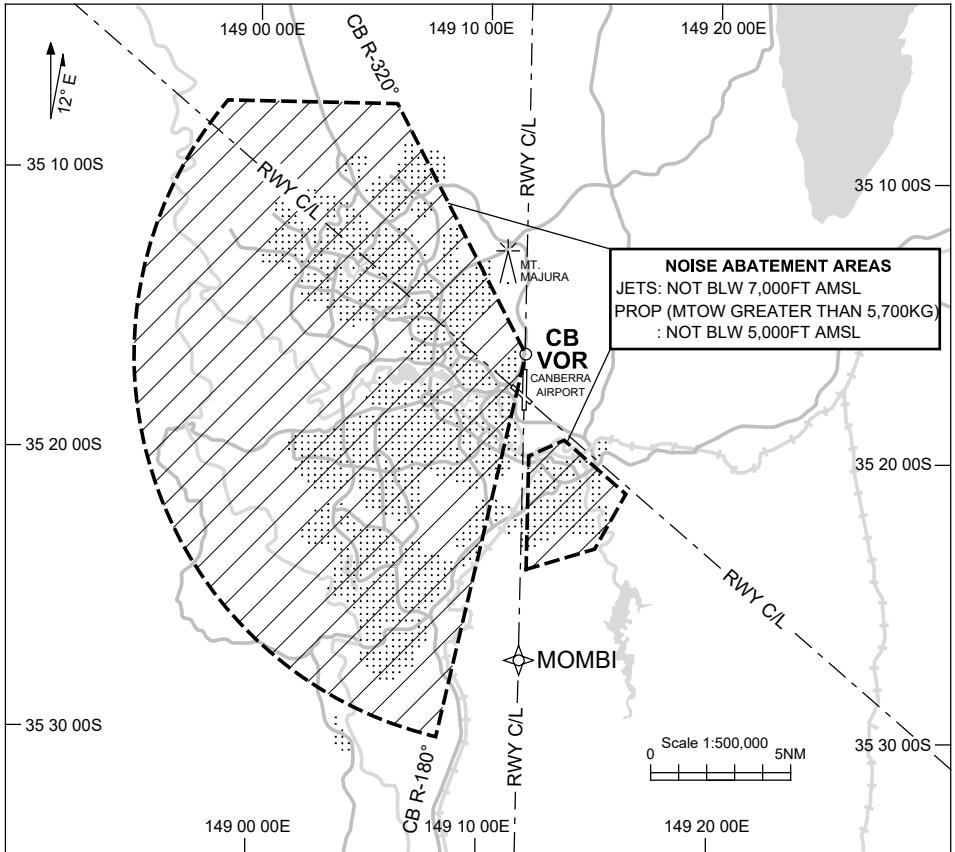 149 00 00E
149 10 00E
149 20 00E
CB R-320°
12° E
RWY C/L
RWY C/L
35 10 00S
35 10 00S
MT.
MAJURA
NOISE ABATEMENT AREAS
JETS: NOT BLW 7,000FT AMSL
PROP (MTOW GREATER THAN 5,700KG)
: NOT BLW 5,000FT AMSL
CB
VOR
CANBERRA
AIRPORT
35 20 00S
35 20 00S
RWY C/L
MOMBI
35 30 00S
35 30 00S
Scale 1:500,000
0 5NM
CB R-180°
RWY C/L
149 00 00E
149 10 00E
149 20 00E